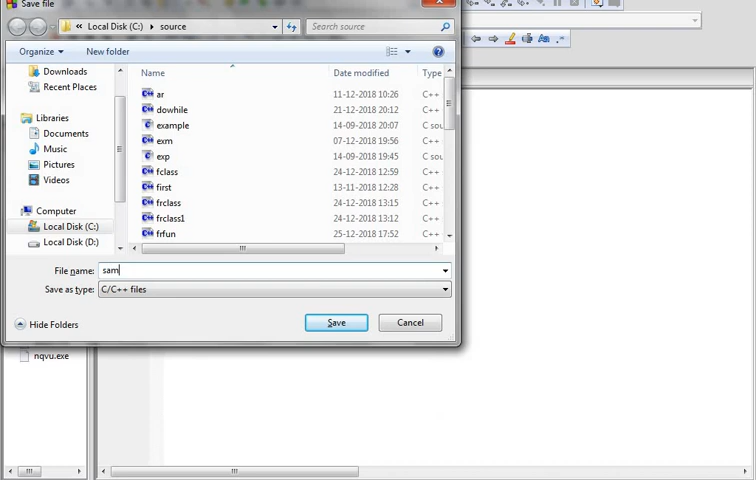 Save file
Local Disk (C:) source Search source
Organize New folder
Name Date modified Type
Downloads
Recent Places
Libraries
Documents
Music
Pictures
Videos
Computer
Local Disk (C:)
Local Disk (D:)
ar 11-12-2018 10:26 C++
dowhile 21-12-2018 20:12 C++
example 14-09-2018 20:07 C sou
exm 07-12-2018 19:56 C++
exp 14-09-2018 19:45 C sou
fclass 24-12-2018 12:59 C++
first 13-11-2018 12:28 C++
frclass 24-12-2018 13:15 C++
frclass1 24-12-2018 13:12 C++
frfun 25-12-2018 17:52 C++
File name: sam
Save as type: C/C++ files
Hide Folders Save Cancel
nqvu.exe